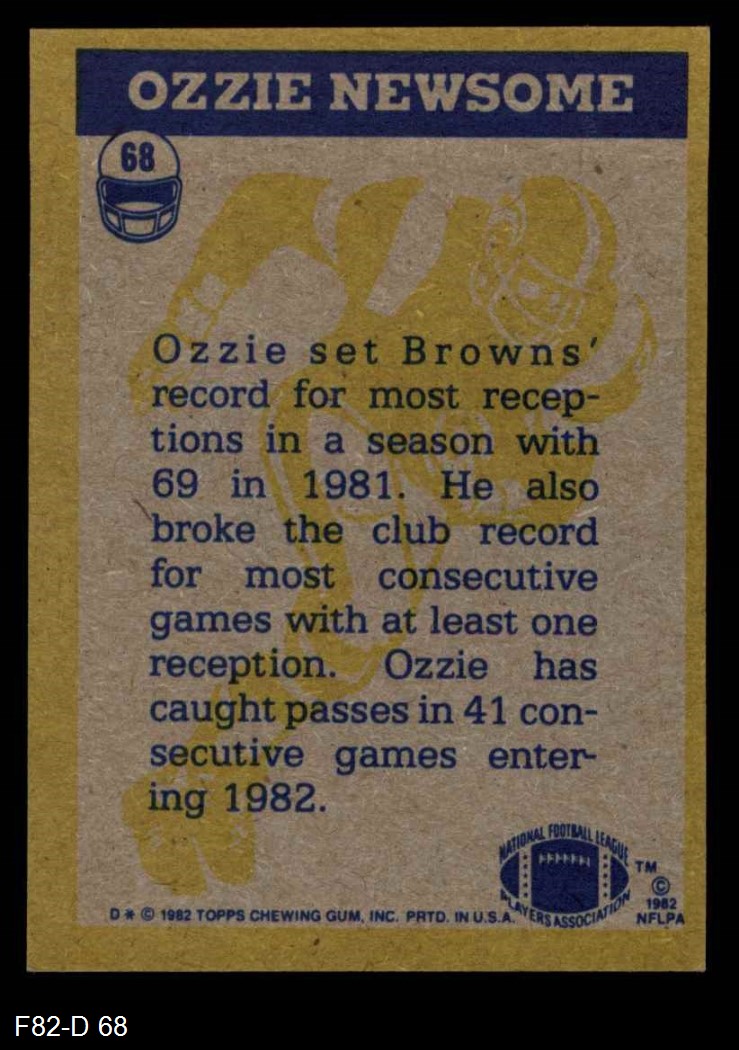 OZZIE NEWSOME
68
Ozzie set Browns'
record for most recep-
tions in a season with
69 in 1981. He also
broke the club record
for most consecutive
games with at least one
reception. Ozzie has
caught passes in 41 con-
secutive games enter-
ing 1982.
NATIONAL FOOTBALL LEAGUE
PLAYERS ASSOCIATION
TM
©
1982
NFLPA
D * © 1982 TOPPS CHEWING GUM, INC. PRTD. IN U.S.A.
F82-D 68